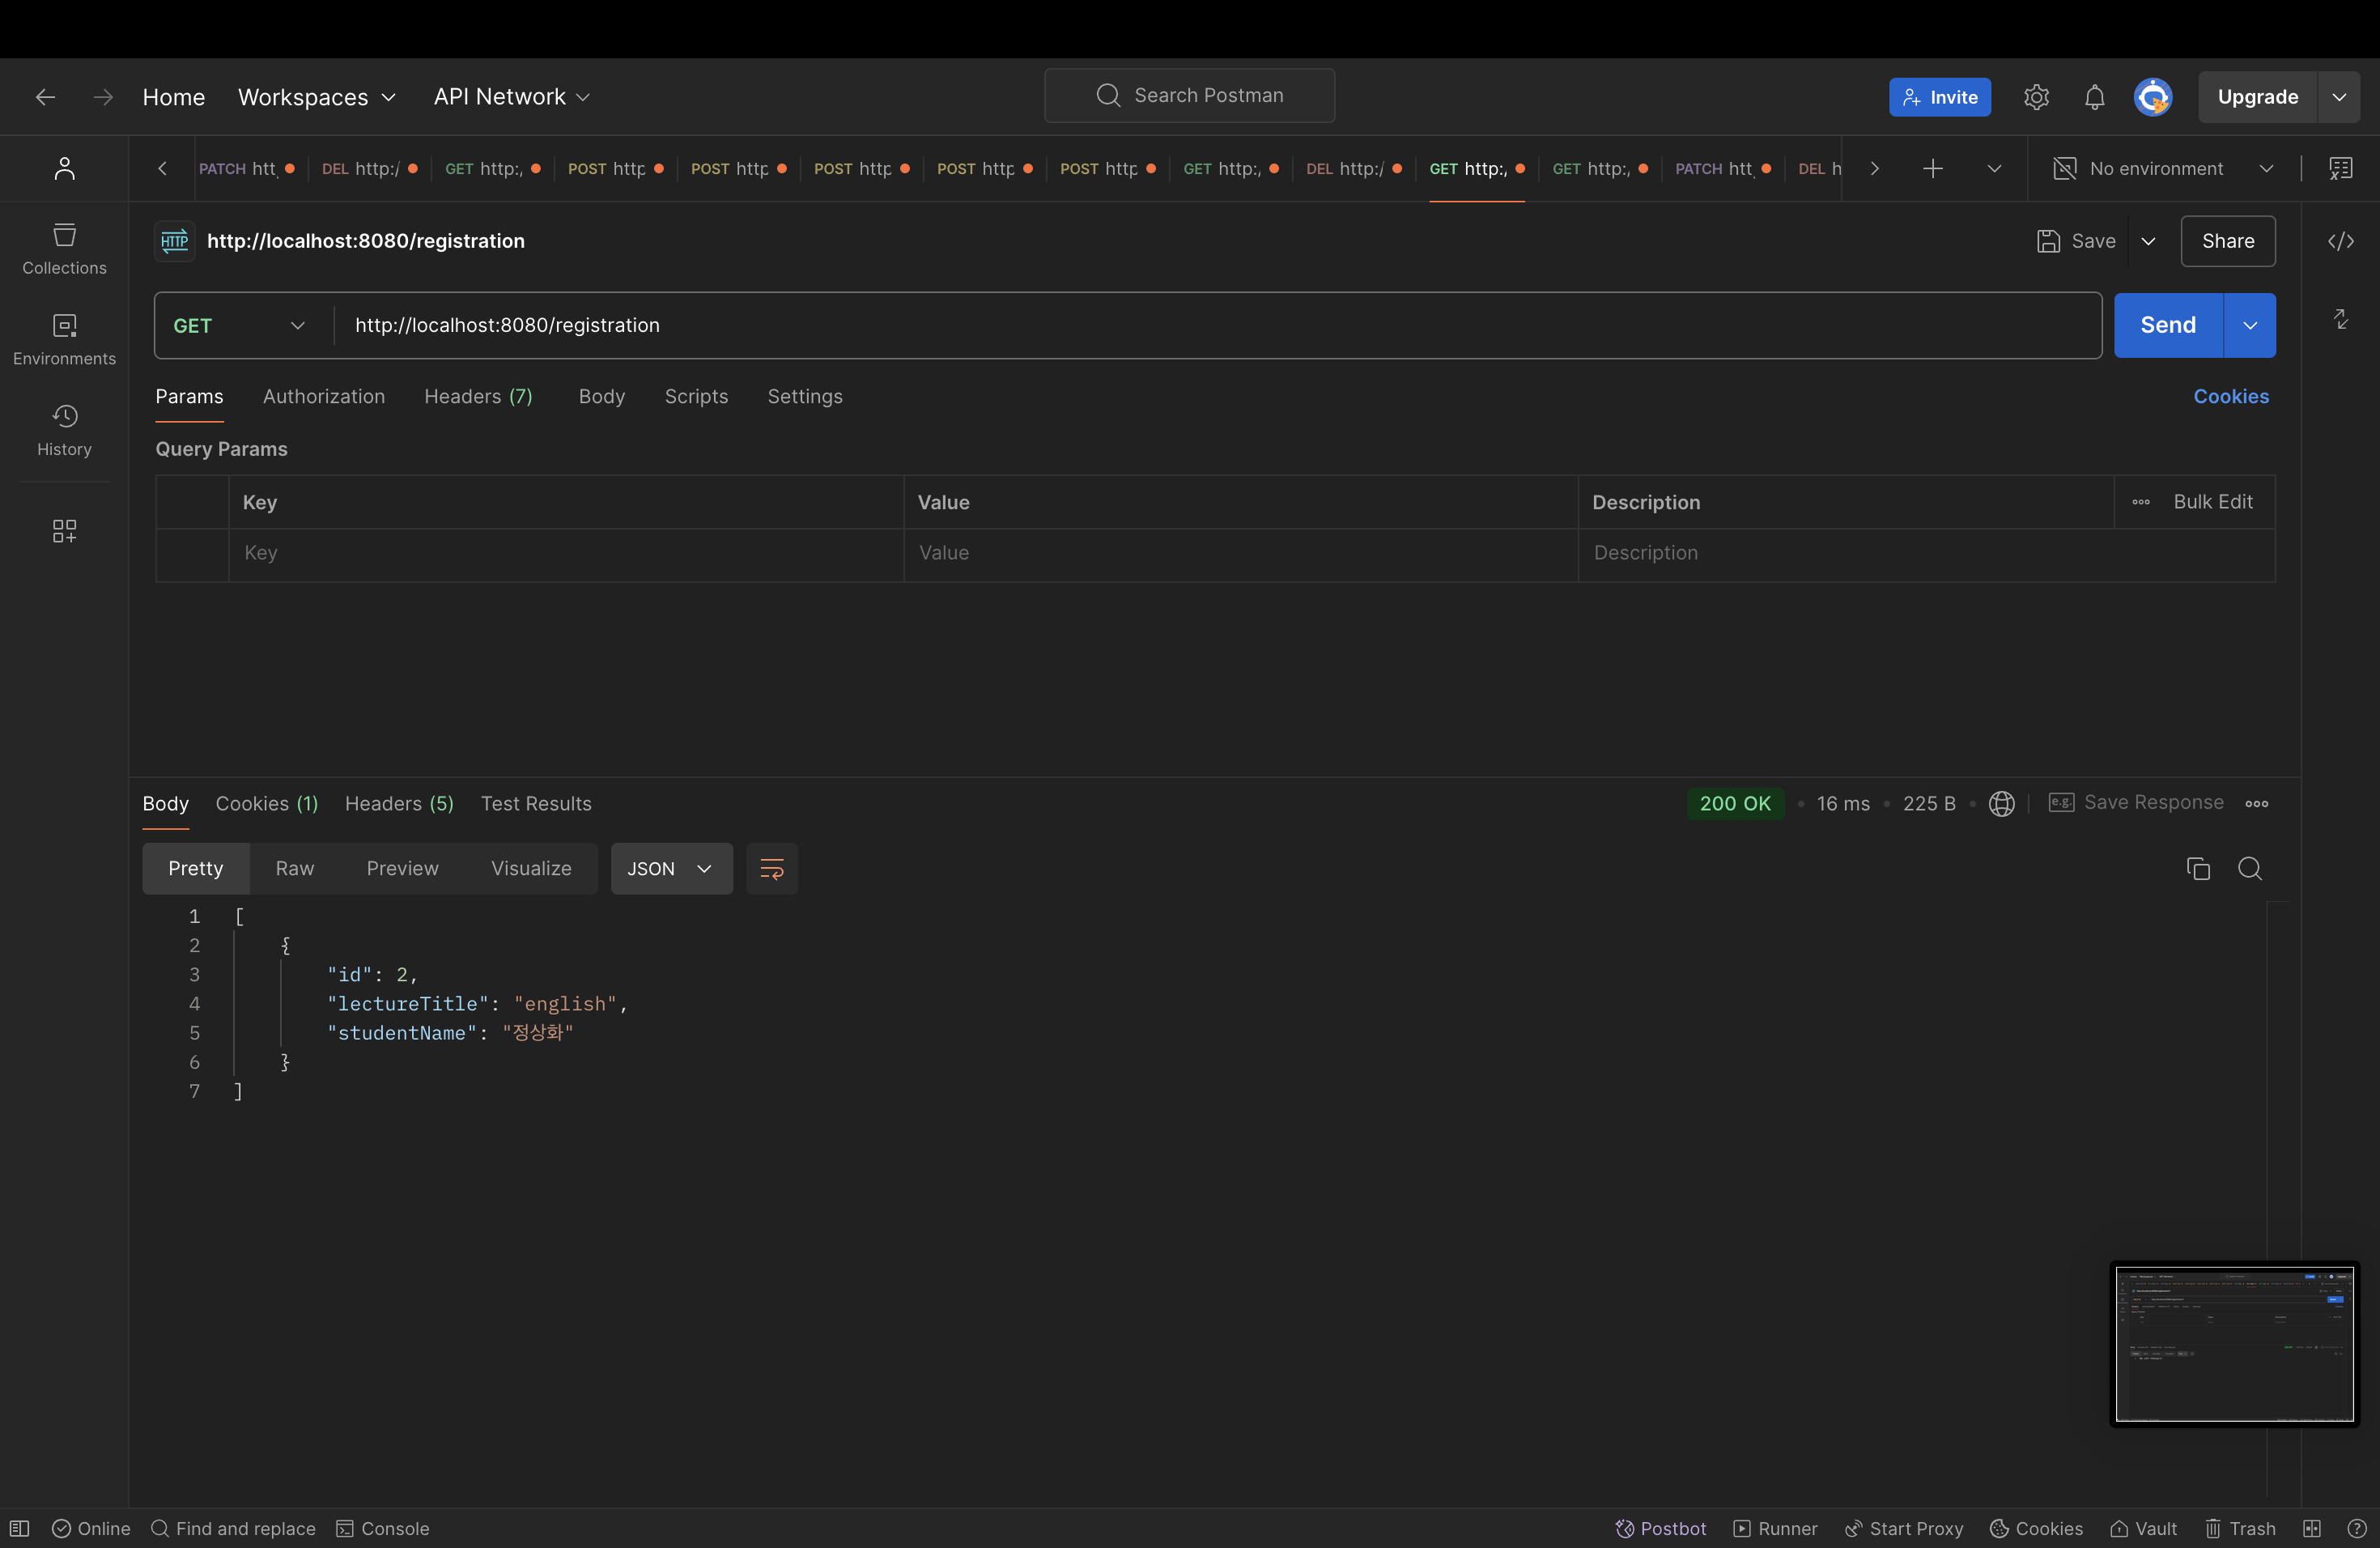 Home Workspaces API Network Search Postman Invite Upgrade
PATCH htt DEL http:/ GET http:/ POST http POST http POST http POST http POST http GET http:/ DEL http:/ GET http:/ GET http:/ PATCH htt DEL h No environment
HTTP http://localhost:8080/registration Save Share
GET http://localhost:8080/registration Send
Params Authorization Headers (7) Body Scripts Settings Cookies
Query Params
Key Value Description Bulk Edit
Key Value Description
Collections
Environments
History
Body Cookies (1) Headers (5) Test Results 200 OK • 16 ms • 225 B • e.g. Save Response
Pretty Raw Preview Visualize JSON
1 [
2 {
3 "id": 2,
4 "lectureTitle": "english",
5 "studentName": "정상화"
6 }
7 ]
Online Find and replace Console Postbot Runner Start Proxy Cookies Vault Trash